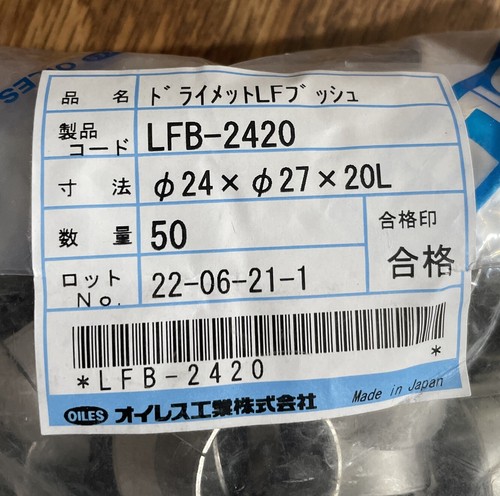 OILES
品名 ドライメットLFブッシュ
製品コード LFB-2420
寸法 φ24×φ27×20L
数量 50 合格印
合格
ロットNo. 22-06-21-1
*LFB-2420 *
OILES オイレス工業株式会社 Made in Japan